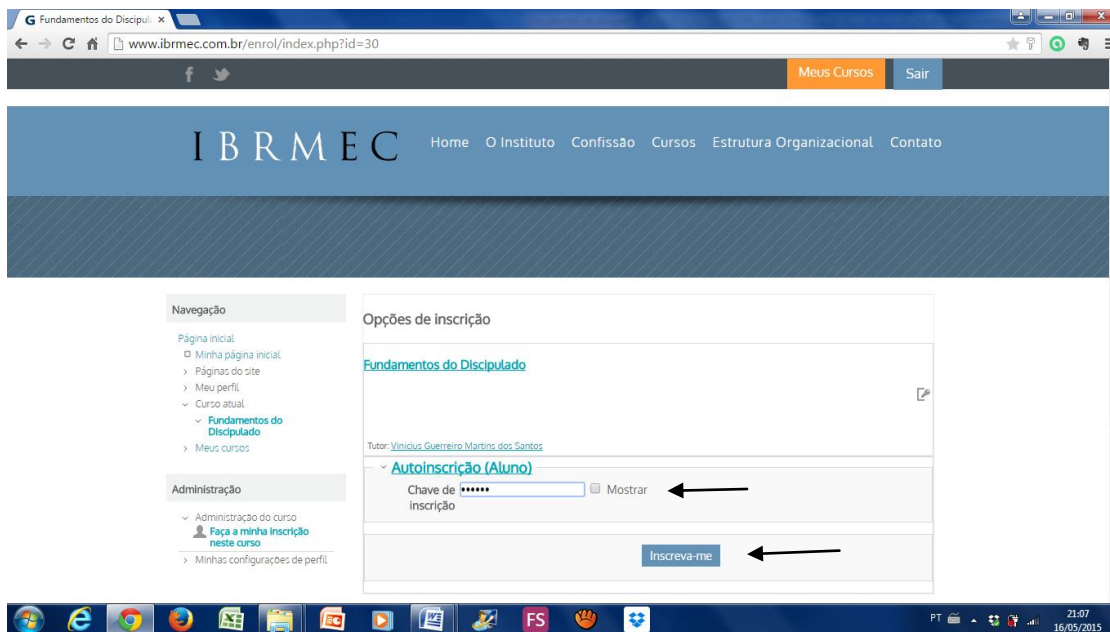 G Fundamentos do Discipul
www.ibrmec.com.br/enrol/index.php?id=30
Meus Cursos Sair
IBRMEC
Home O Instituto Confissão Cursos Estrutura Organizacional Contato
Navegação
Página inicial
Minha página inicial
Páginas do site
Meu perfil
Curso atual
Fundamentos do
Discipulado
Meus cursos
Administração
Administração do curso
Faça a minha inscrição
neste curso
Minhas configurações de perfil
Opções de inscrição
Fundamentos do Discipulado
Tutor: Vinicius Guerreiro Martins dos Santos
Autoinscrição (Aluno)
Chave de •••••• Mostrar
inscrição
Inscreva-me
FS
PT 21:07
16/05/2015